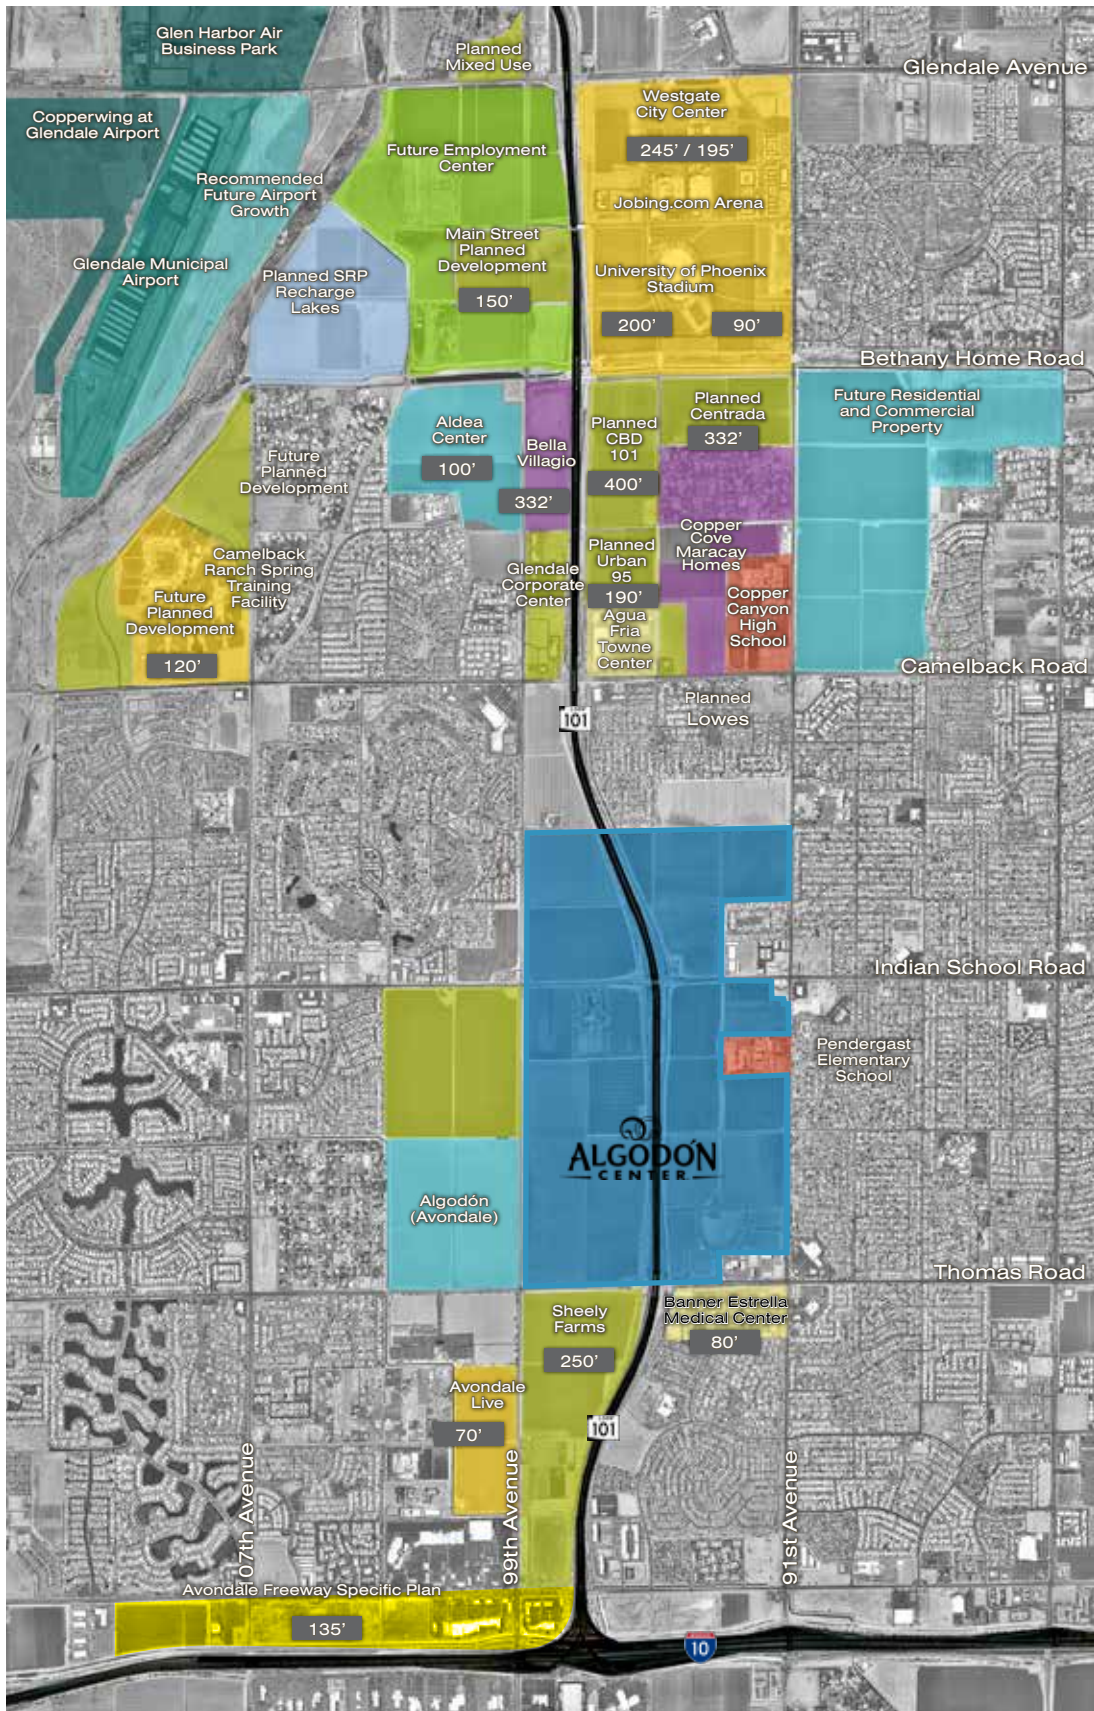 Glen Harbor Air
Business Park
Planned
Mixed Use
Glendale Avenue
Copperwing at
Glendale Airport
Westgate
City Center
245' / 195'
Future Employment
Center
Recommended
Future Airport
Growth
Jobing.com Arena
Main Street
Planned
Development
150'
Glendale Municipal
Airport
Planned SRP
Recharge
Lakes
University of Phoenix
Stadium
200'
90'
Bethany Home Road
Aldea
Center
100'
Bella
Villagio
332'
Planned
CBD
101
400'
Planned
Centrada
332'
Future Residential
and Commercial
Property
Future
Planned
Development
Camelback
Ranch Spring
Training
Facility
Future
Planned
Development
120'
Glendale
Corporate
Center
Planned
Urban
95
190'
Agua
Fria
Towne
Center
Copper
Cove
Maracay
Homes
Copper
Canyon
High
School
Camelback Road
Planned
Lowes
101
Indian School Road
Pendergast
Elementary
School
ALGODÓN
CENTER
Algodón
(Avondale)
Thomas Road
Sheely
Farms
250'
Banner Estrella
Medical Center
80'
Avondale
Live
70'
101
107th Avenue
99th Avenue
91st Avenue
Avondale Freeway Specific Plan
135'
10